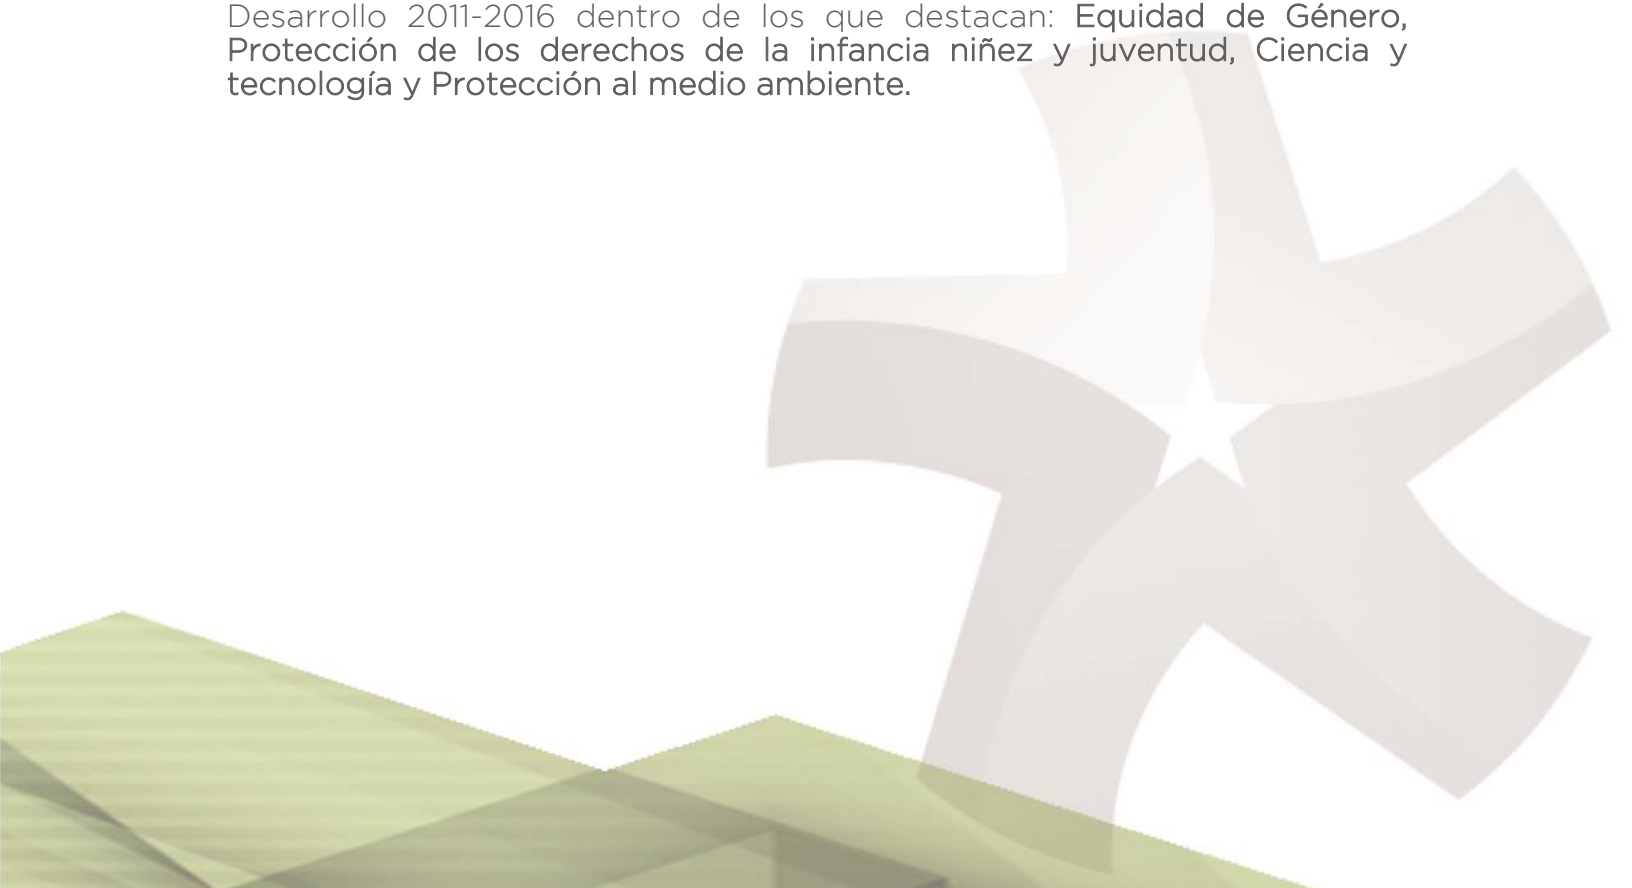 Desarrollo 2011-2016 dentro de los que destacan: Equidad de Género,
Protección de los derechos de la infancia niñez y juventud, Ciencia y
tecnología y Protección al medio ambiente.